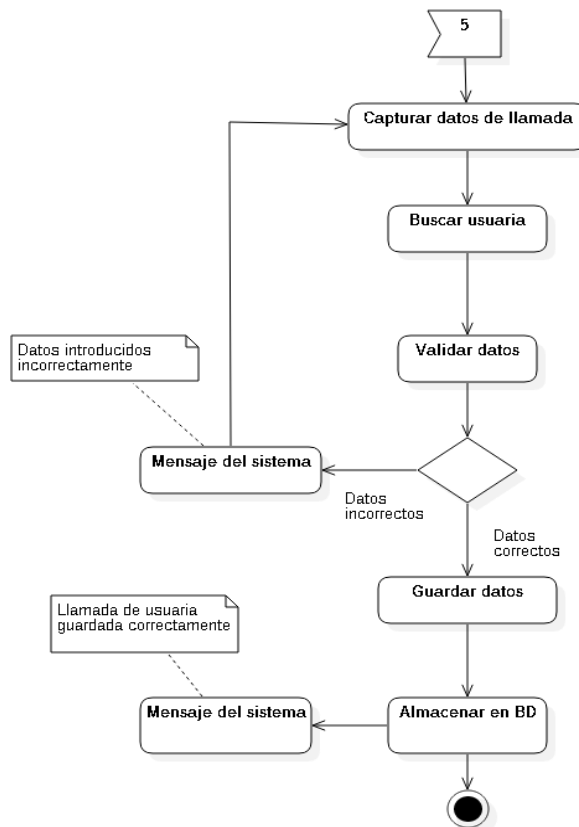 5
Capturar datos de llamada
Buscar usuaria
Datos introducidos
incorrectamente
Validar datos
Mensaje del sistema
Datos
incorrectos
Datos
correctos
Guardar datos
Llamada de usuaria
guardada correctamente
Mensaje del sistema
Almacenar en BD